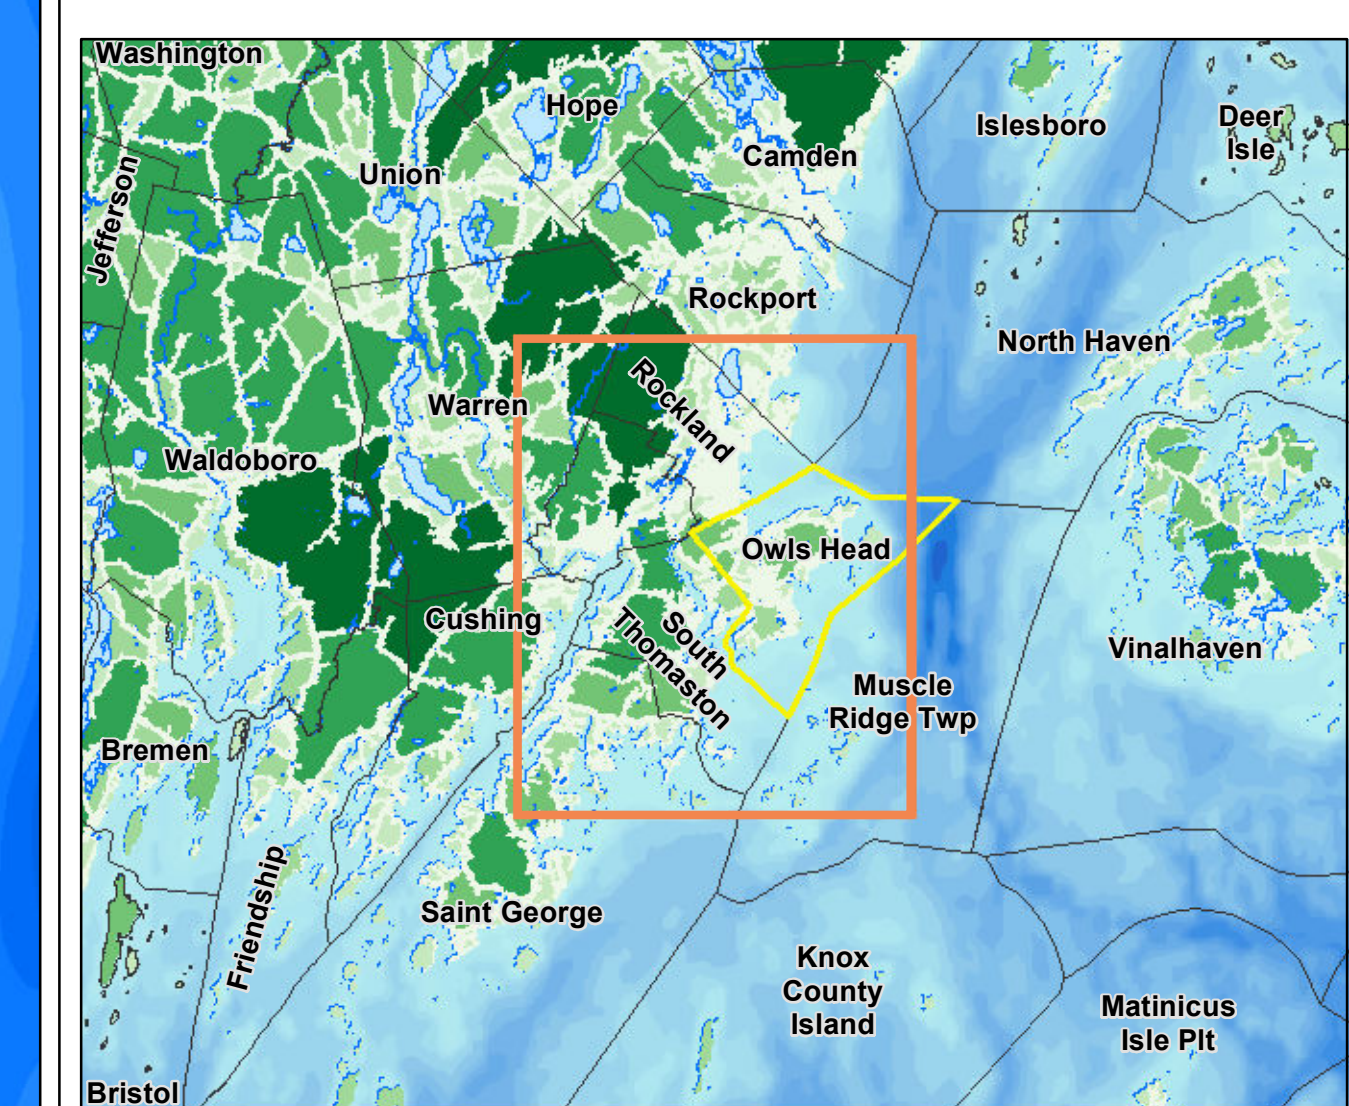 Washington
Hope
Deer
Isle
Islesboro
Camden
Union
Jefferson
Rockport
North Haven
Rockland
Warren
Waldoboro
Owls Head
Cushing
South
Thomaston
Vinalhaven
Muscle
Ridge Twp
Bremen
Friendship
Saint George
Knox
County
Island
Matinicus
Isle Plt
Bristol